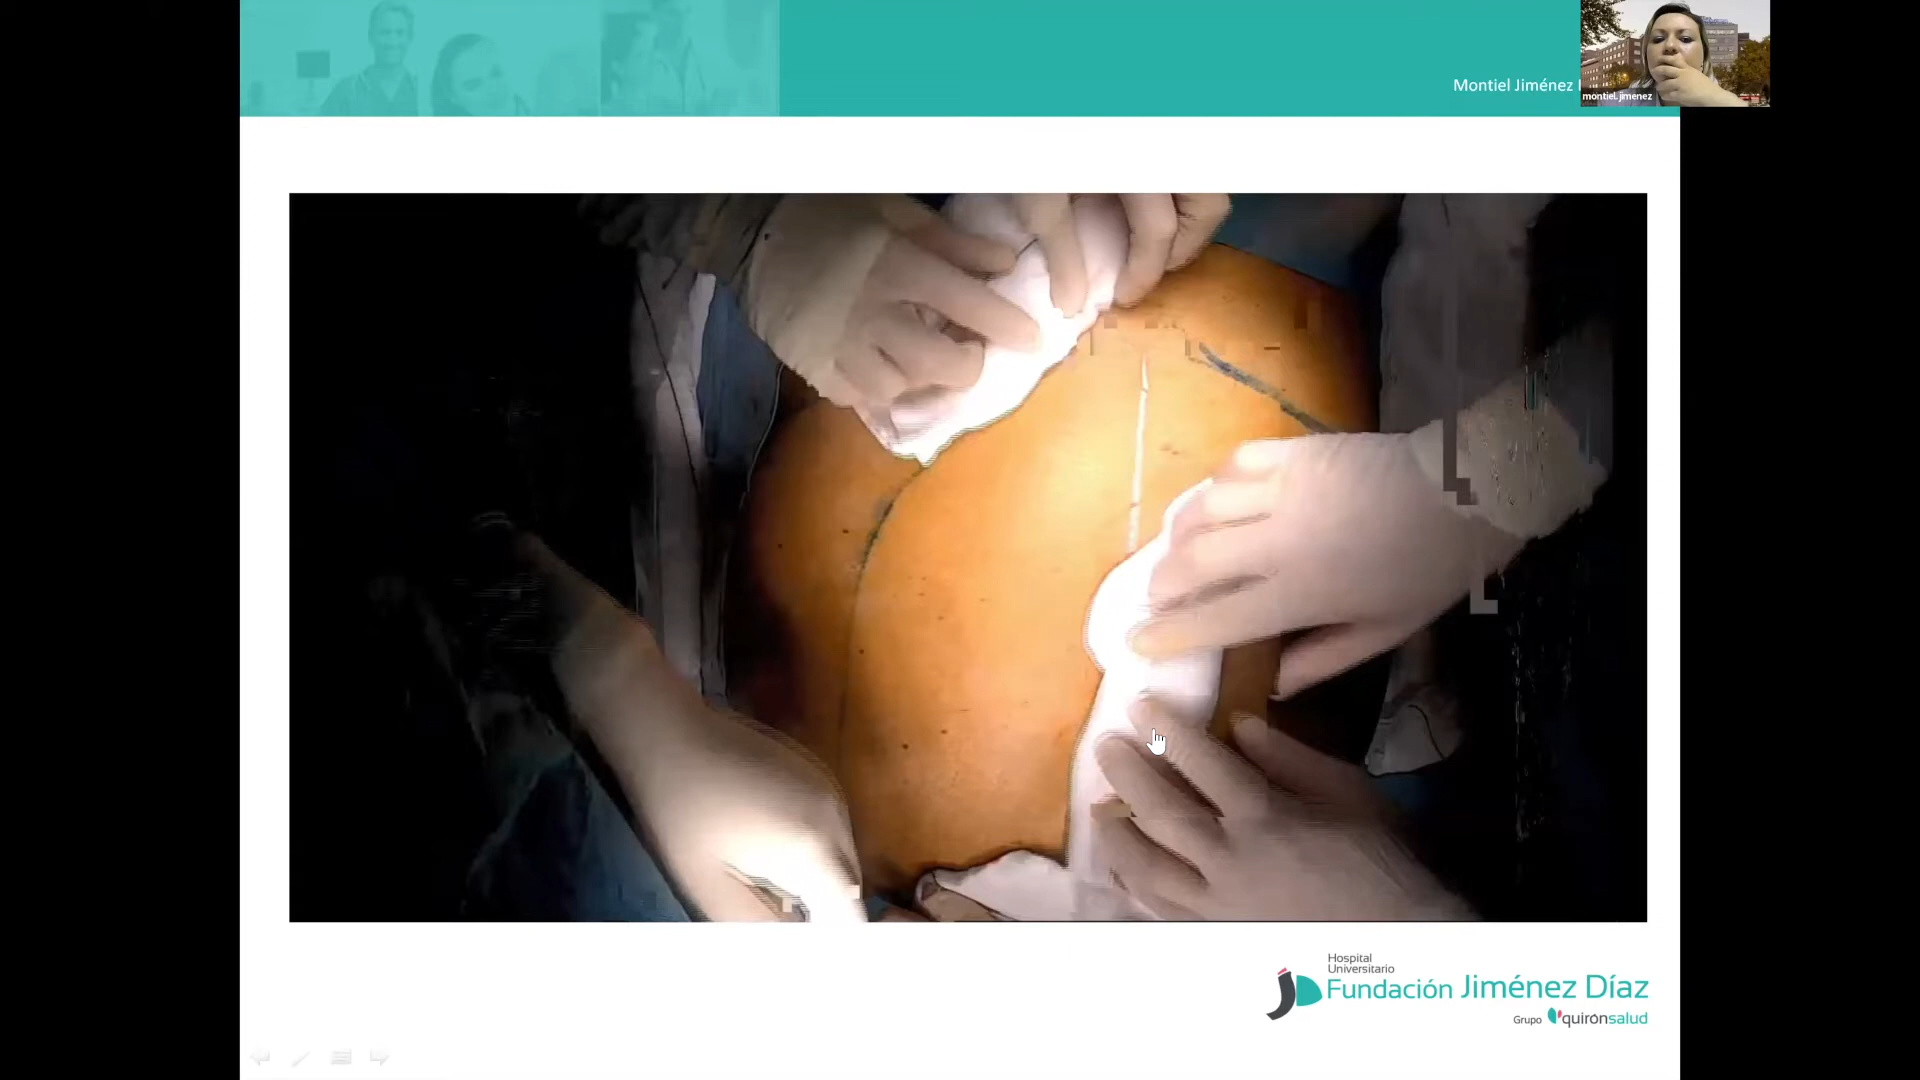 Montiel Jiménez
montiel jimenez
Hospital
Universitario
Fundación Jiménez Díaz
Grupo quirónsalud